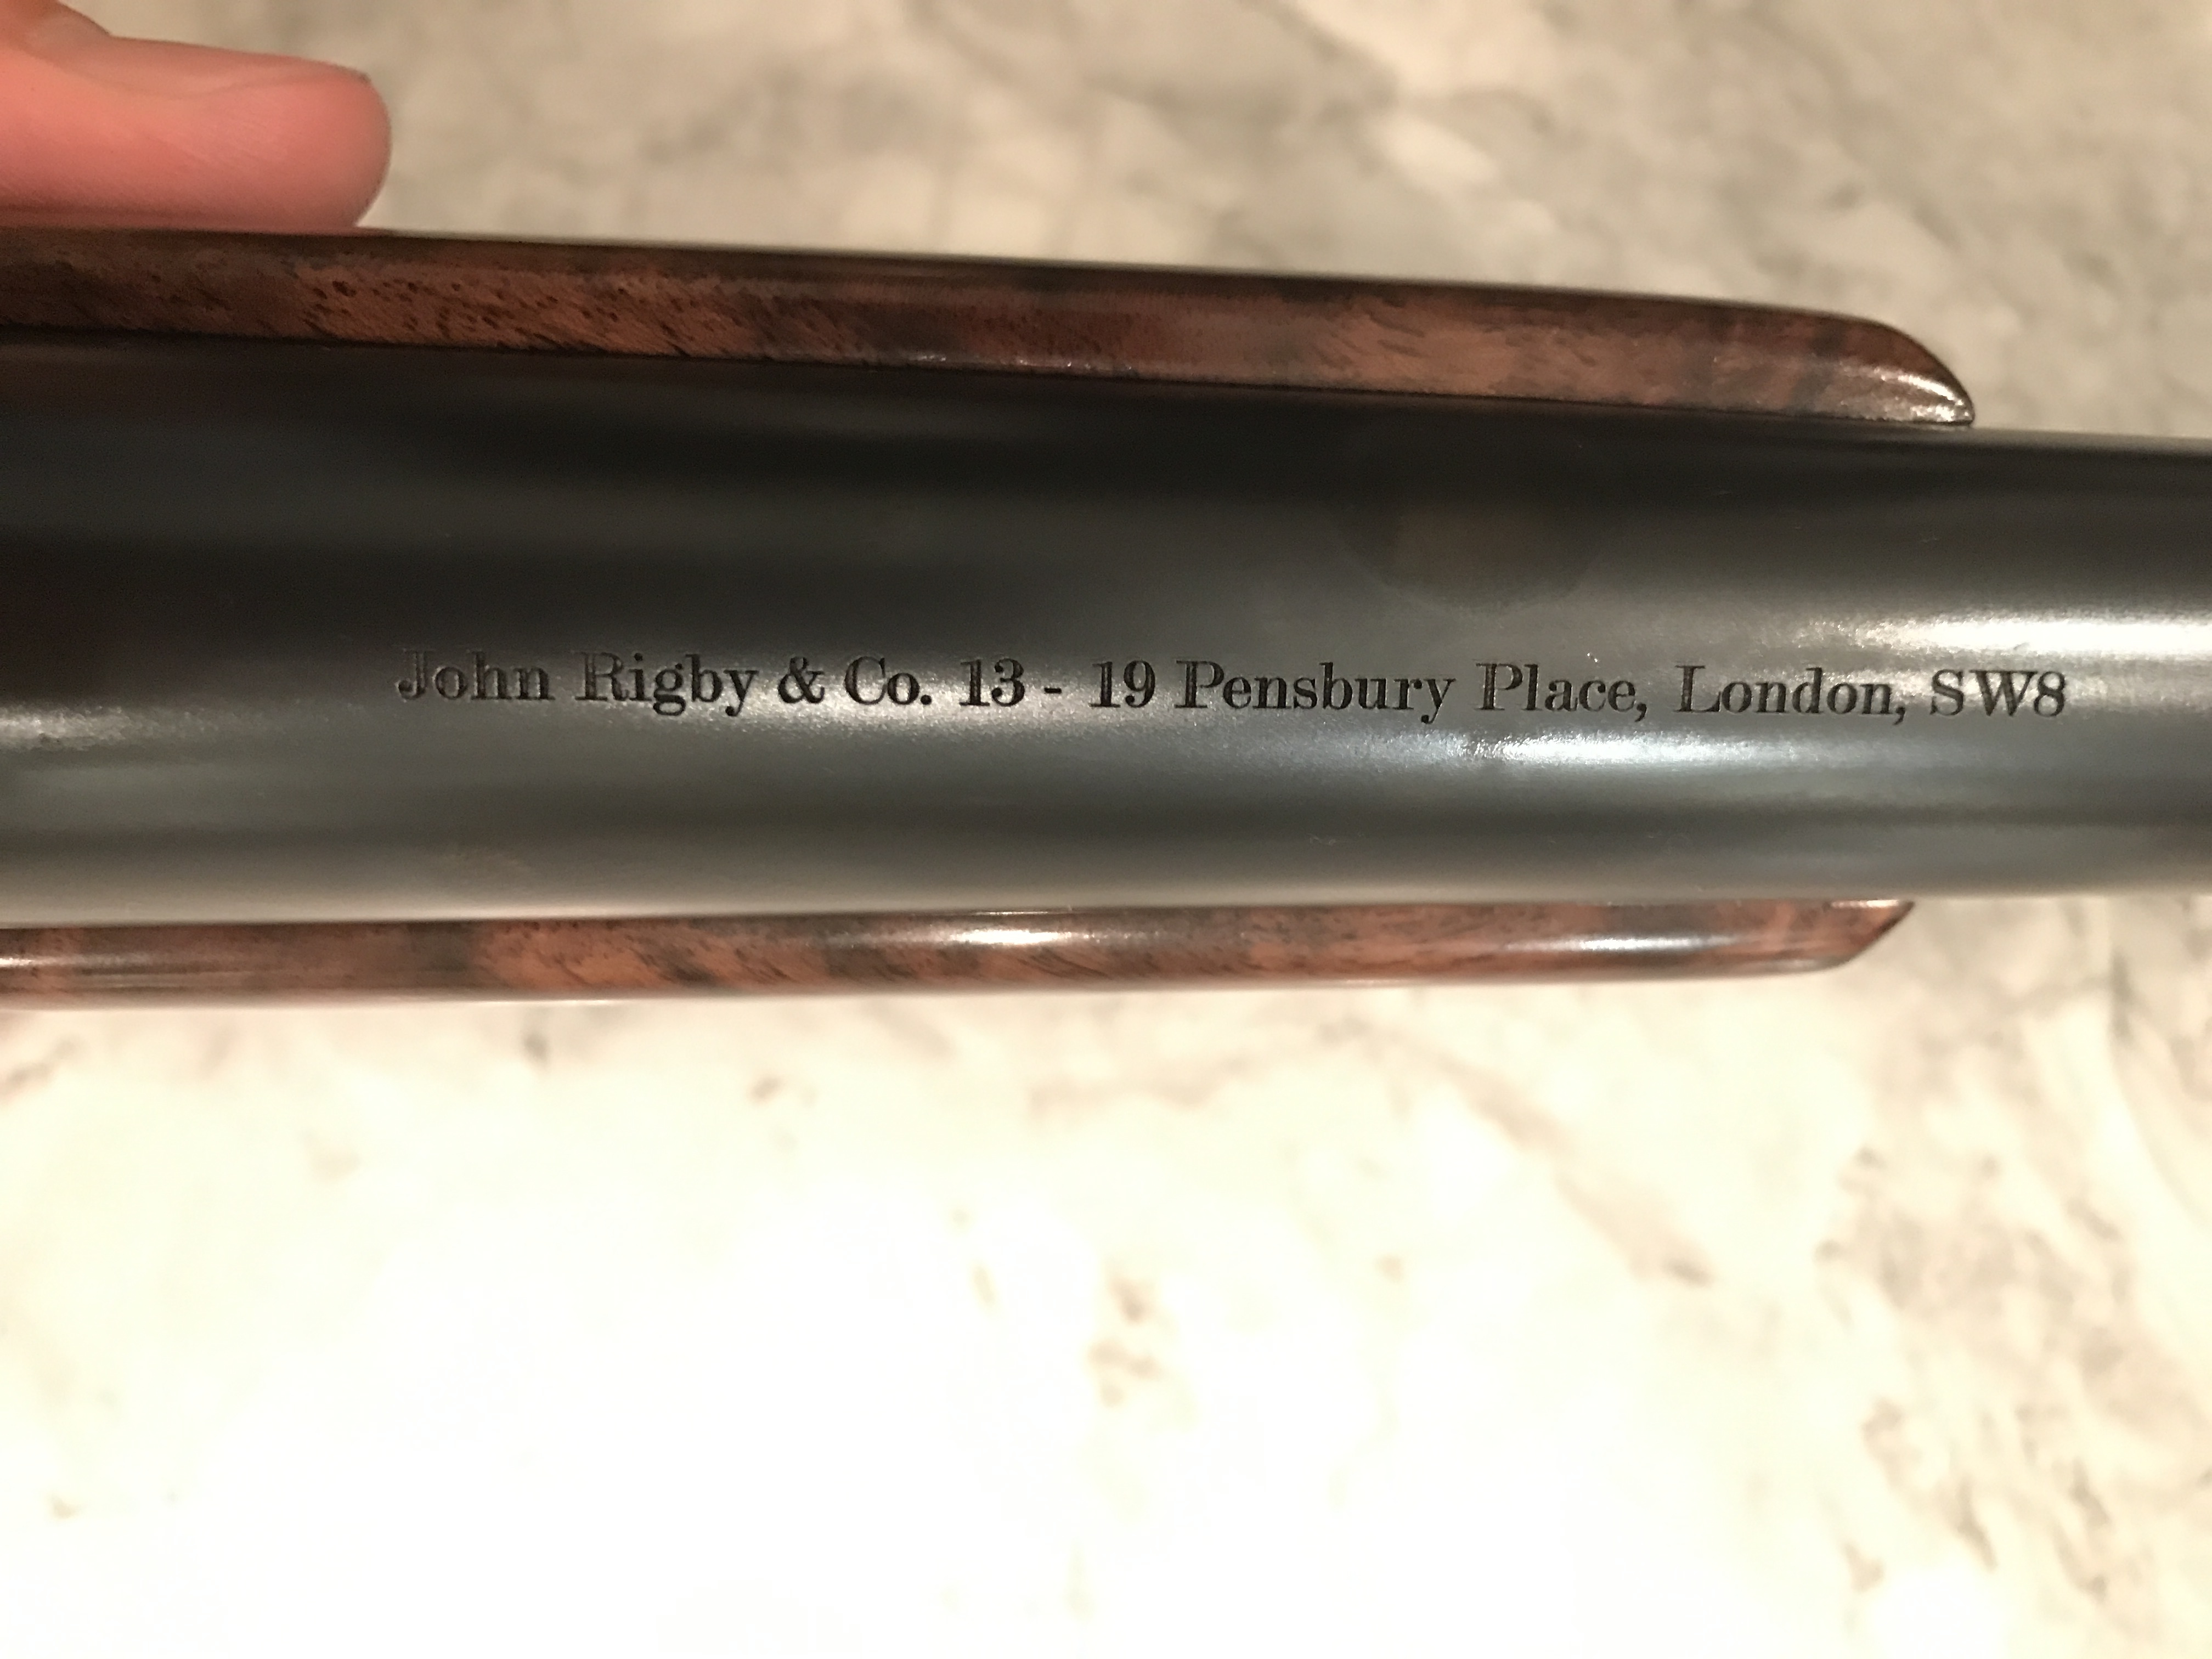 John Rigby & Co. 13 - 19 Pensbury Place, London, SW8